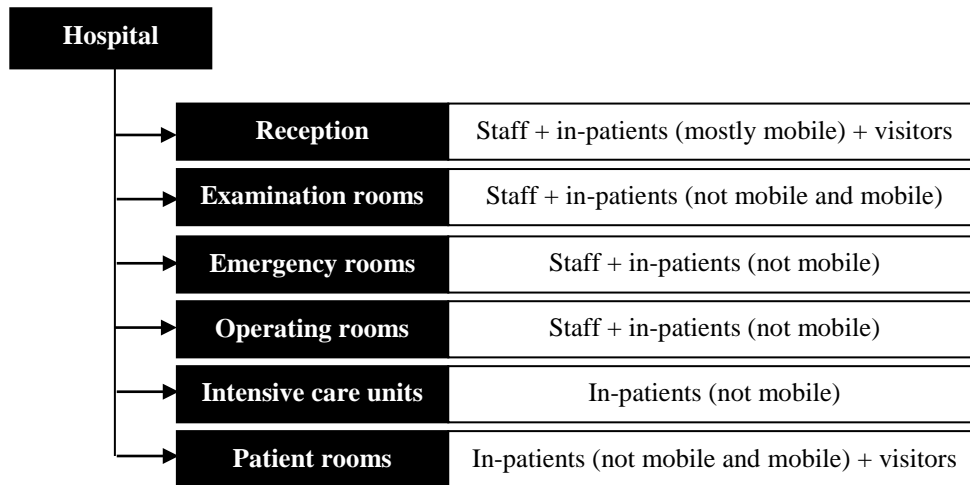 Hospital
Reception Staff + in-patients (mostly mobile) + visitors
Examination rooms Staff + in-patients (not mobile and mobile)
Emergency rooms Staff + in-patients (not mobile)
Operating rooms Staff + in-patients (not mobile)
Intensive care units In-patients (not mobile)
Patient rooms In-patients (not mobile and mobile) + visitors